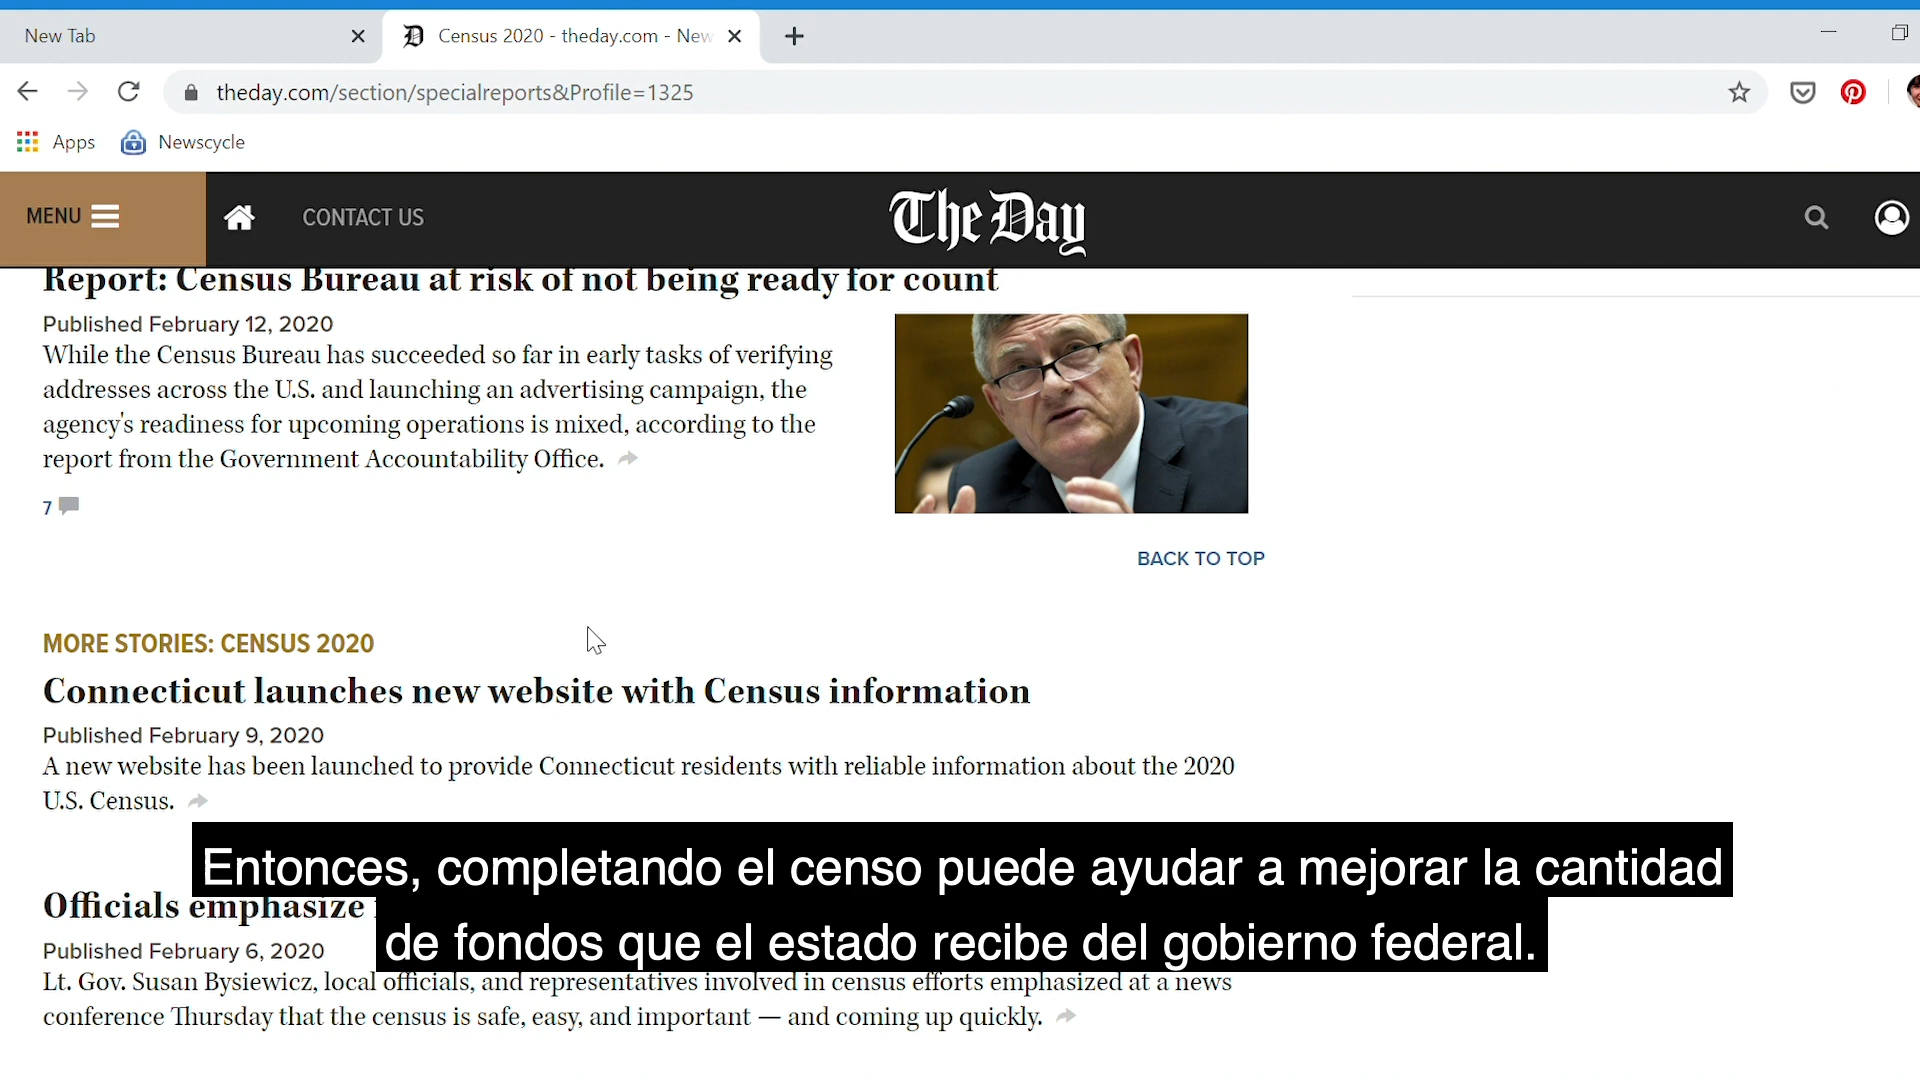 New Tab
Census 2020 - theday.com - New
theday.com/section/specialreports&Profile=1325
Apps
Newscycle
MENU
CONTACT US
The Day
Report: Census Bureau at risk of not being ready for count
Published February 12, 2020
While the Census Bureau has succeeded so far in early tasks of verifying
addresses across the U.S. and launching an advertising campaign, the
agency's readiness for upcoming operations is mixed, according to the
report from the Government Accountability Office.
7
BACK TO TOP
MORE STORIES: CENSUS 2020
Connecticut launches new website with Census information
Published February 9, 2020
A new website has been launched to provide Connecticut residents with reliable information about the 2020
U.S. Census.
Entonces, completando el censo puede ayudar a mejorar la cantidad
de fondos que el estado recibe del gobierno federal.
Officials emphasize
Published February 6, 2020
Lt. Gov. Susan Bysiewicz, local officials, and representatives involved in census efforts emphasized at a news
conference Thursday that the census is safe, easy, and important — and coming up quickly.